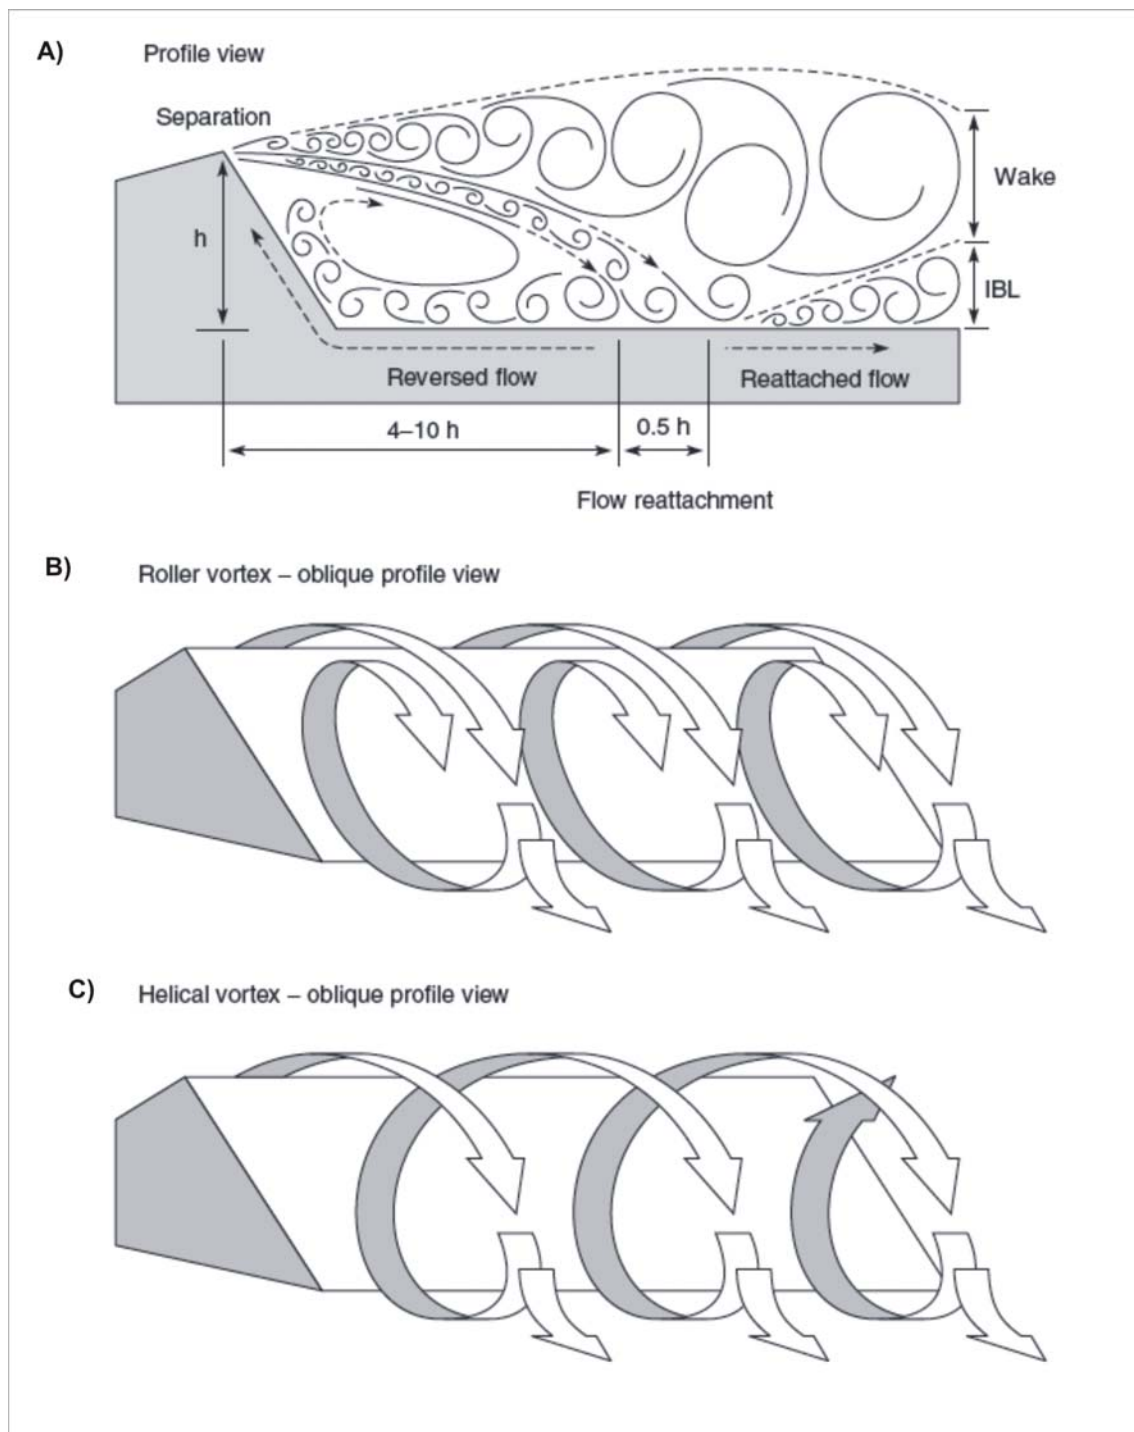 A)
Profile view
Separation
Wake
h
IBL
Reversed flow
Reattached flow
4–10 h
0.5 h
Flow reattachment
B)
Roller vortex – oblique profile view
C)
Helical vortex – oblique profile view